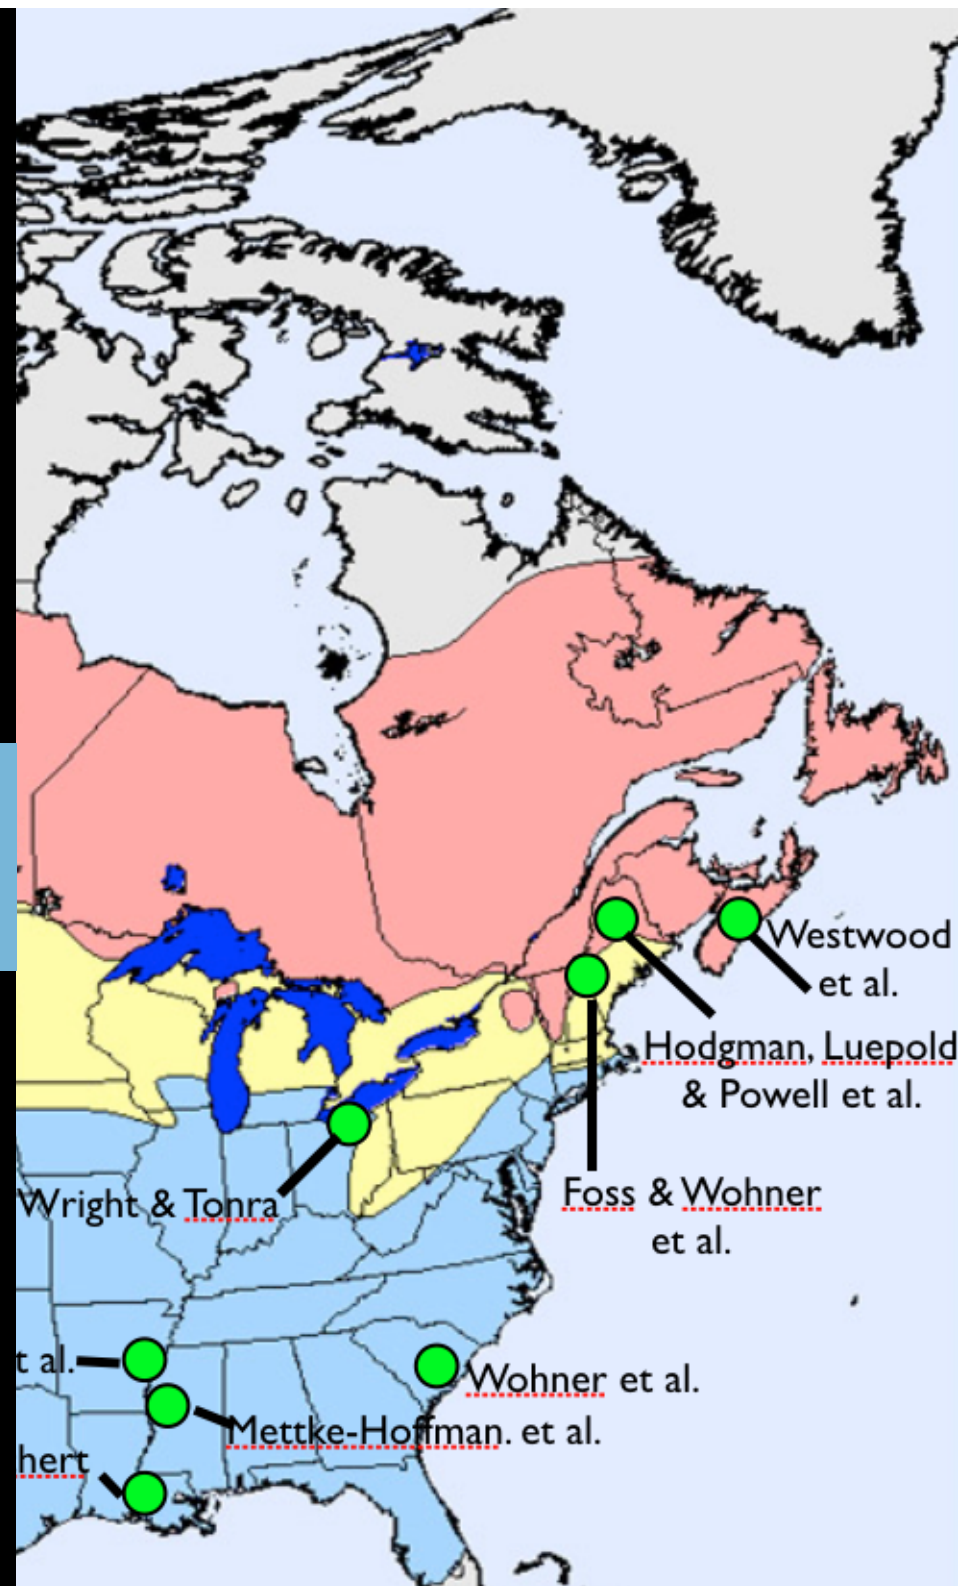 Westwood
et al.
Hodgman, Luepold
& Powell et al.
Foss & Wohner
et al.
Wright & Tonra
t al.
Wohner et al.
Mettke-Hoffman. et al.
hert